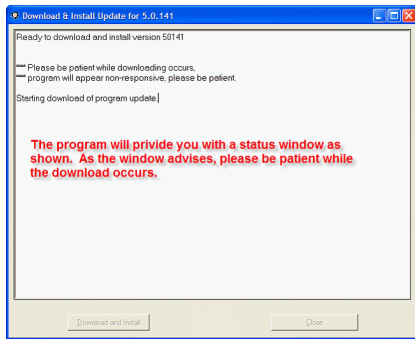 Download & Install Update for 5.0.141
Ready to download and install version 50141
*** Please be patient while downloading occurs,
*** program will appear non-responsive, please be patient.
Starting download of program update.
The program will privide you with a status window as
shown. As the window advises, please be patient while
the download occurs.
Download and Install
Close